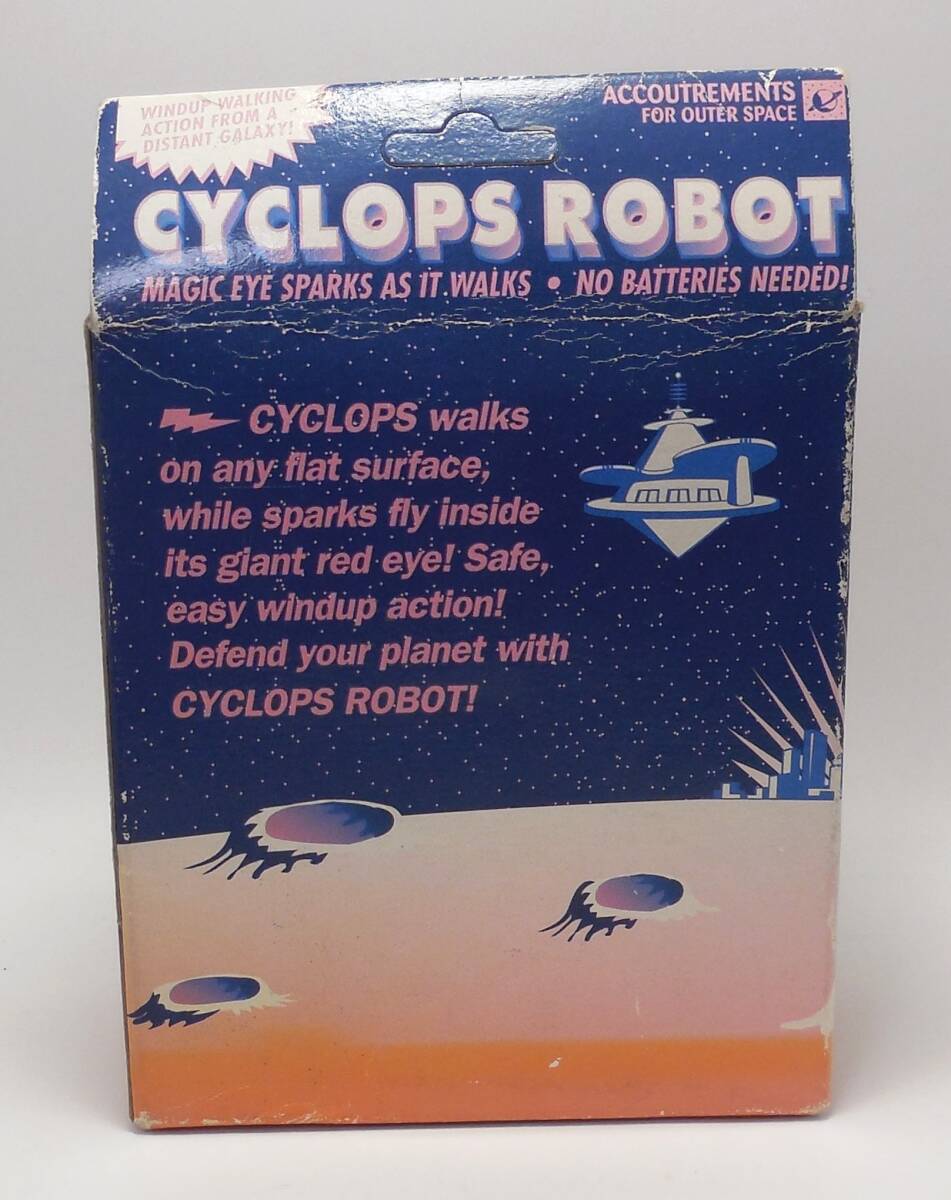 WINDUP WALKING
ACTION FROM A
DISTANT GALAXY!
ACCOUTREMENTS
FOR OUTER SPACE
CYCLOPS ROBOT
MAGIC EYE SPARKS AS IT WALKS • NO BATTERIES NEEDED!
CYCLOPS walks
on any flat surface,
while sparks fly inside
its giant red eye! Safe,
easy windup action!
Defend your planet with
CYCLOPS ROBOT!